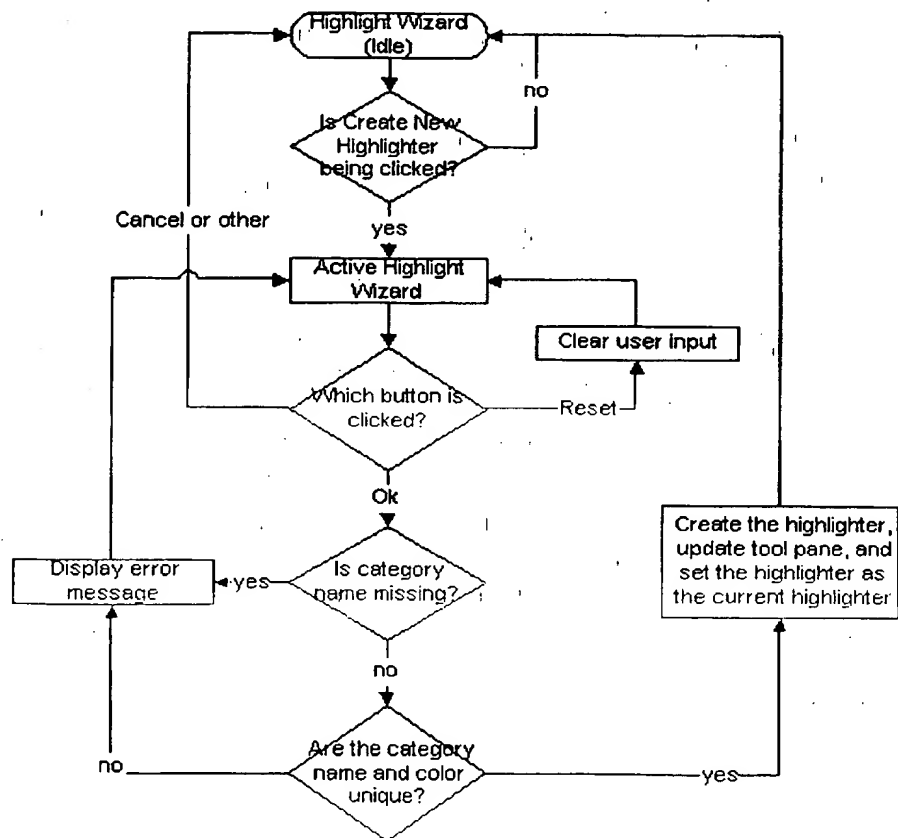 Highlight Wizard
(Idle)
no
Is Create New
Highlighter
being clicked?
Cancel or other
yes
Active Highlight
Wizard
Clear user input
Which button is
clicked?
Reset
Ok
Create the highlighter,
update tool pane, and
set the highlighter as
the current highlighter
Display error
message
yes
Is category
name missing?
no
Are the category
name and color
unique?
no
yes